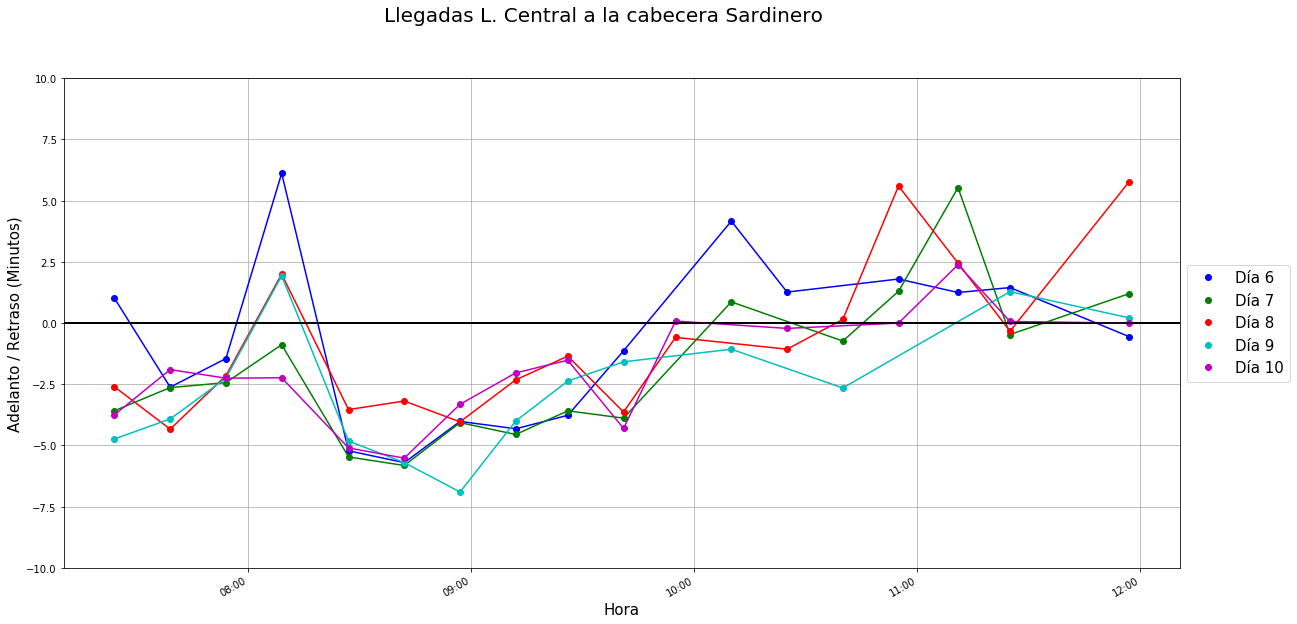 Llegadas L. Central a la cabecera Sardinero
Adelanto / Retraso (Minutos)
10.0
7.5
5.0
2.5
0.0
−2.5
−5.0
−7.5
−10.0
08:00
09:00
10:00
11:00
12:00
Hora
Día 6
Día 7
Día 8
Día 9
Día 10